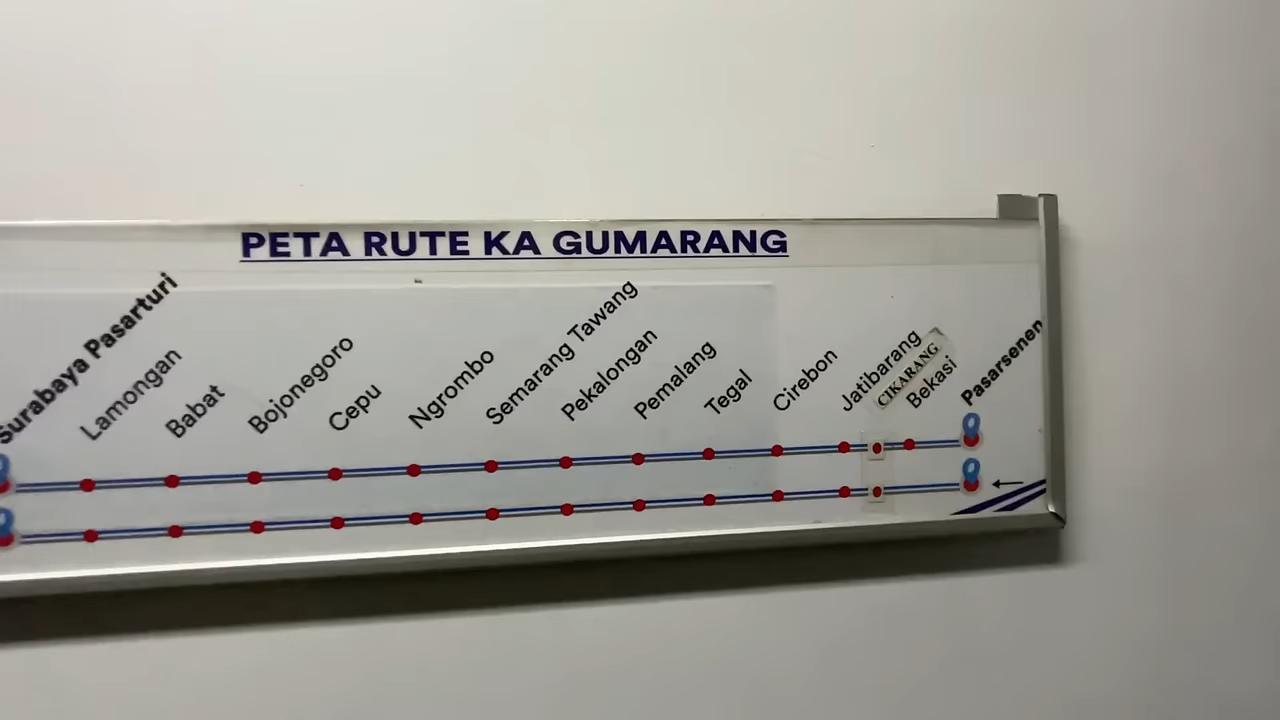 PETA RUTE KA GUMARANG
Surabaya Pasarturi
Lamongan
Babat
Bojonegoro
Cepu
Ngrombo
Semarang Tawang
Pekalongan
Pemalang
Tegal
Cirebon
Jatibarang
CIKARANG
Bekasi
Pasarsenen